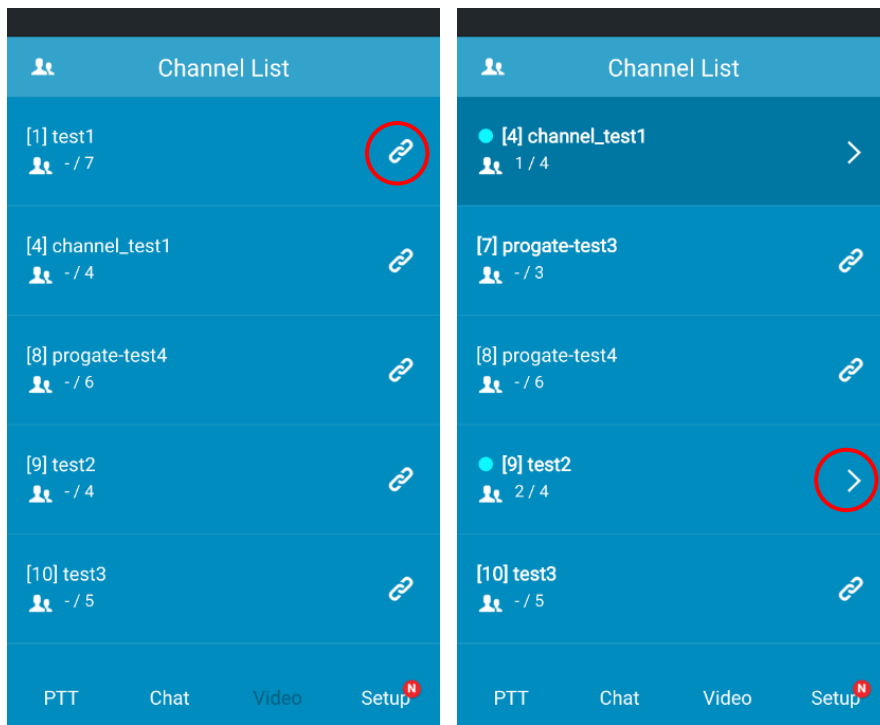 Channel List
[1] test1
- / 7
[4] channel_test1
- / 4
[8] progate-test4
- / 6
[9] test2
- / 4
[10] test3
- / 5
PTT Chat Video Setup N
Channel List
[4] channel_test1
1 / 4
[7] progate-test3
- / 3
[8] progate-test4
- / 6
[9] test2
2 / 4
[10] test3
- / 5
PTT Chat Video Setup N